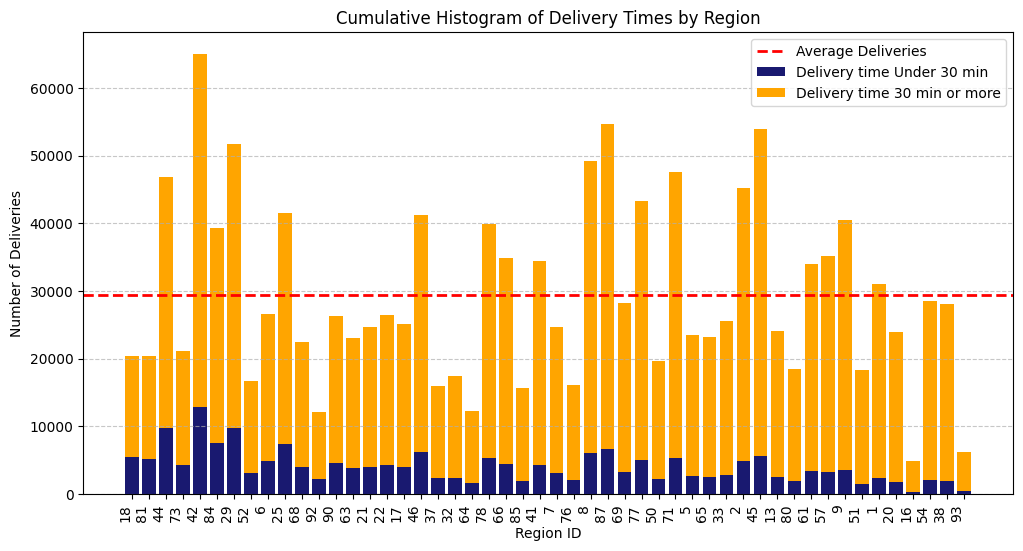 Cumulative Histogram of Delivery Times by Region
Average Deliveries
Delivery time Under 30 min
Delivery time 30 min or more
Number of Deliveries
60000
50000
40000
30000
20000
10000
0
18 81 44 73 42 84 29 52 6 25 68 92 90 63 21 22 17 46 37 32 64 78 66 85 41 7 76 8 87 69 77 50 71 5 65 33 2 45 13 80 61 57 9 51 1 20 16 54 38 93
Region ID